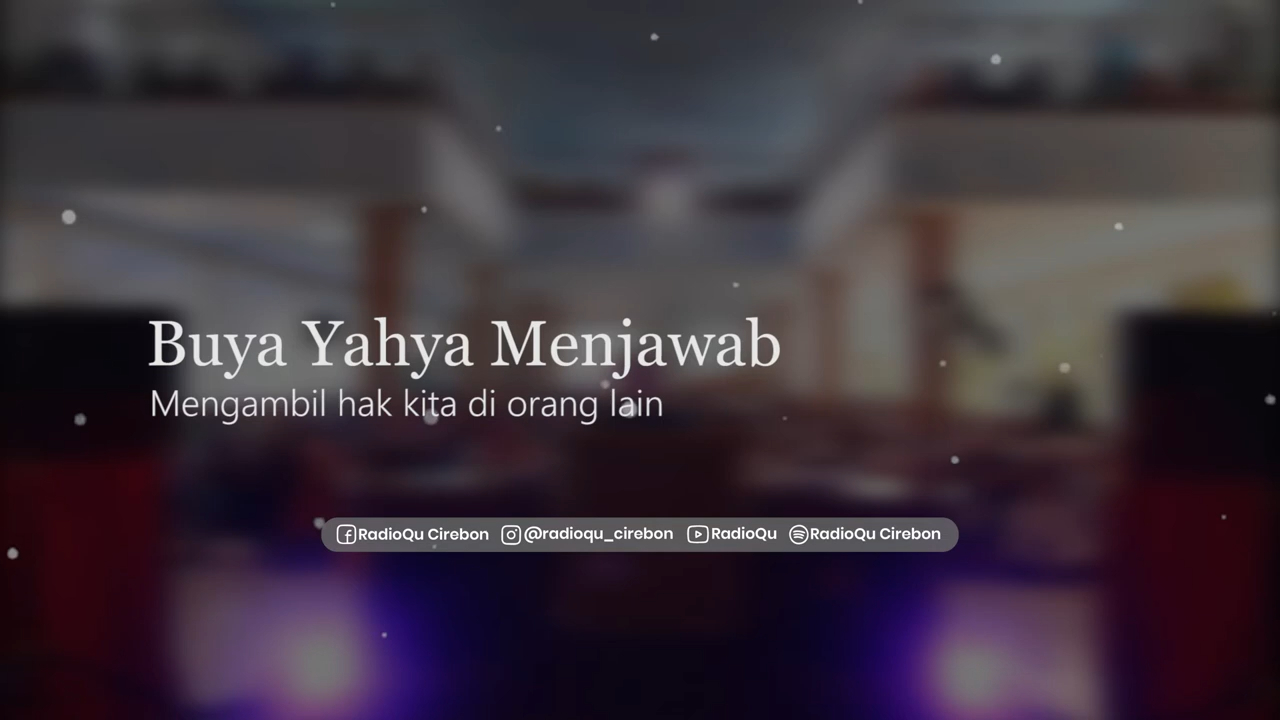 Buya Yahya Menjawab
Mengambil hak kita di orang lain
RadioQu Cirebon @radioqu_cirebon RadioQu RadioQu Cirebon